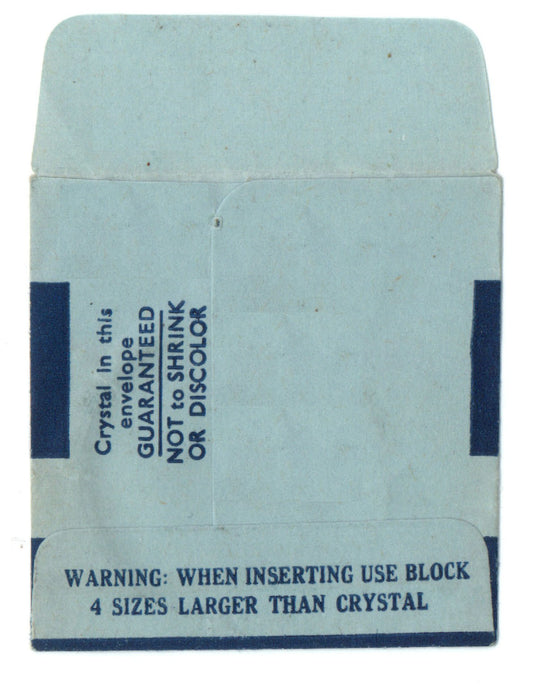 Crystal in this
envelope
GUARANTEED
NOT to SHRINK
OR DISCOLOR
WARNING: WHEN INSERTING USE BLOCK
4 SIZES LARGER THAN CRYSTAL